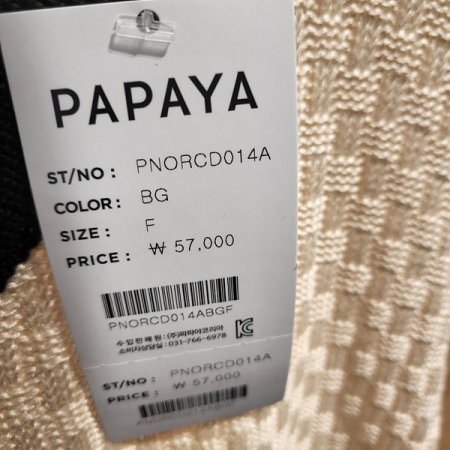 PAPAYA
ST/NO : PNORCD014A
COLOR : BG
SIZE : F
PRICE : ₩ 57,000
PNORCD014ABGF
수입판매원 : (주)파파야코리아
소비자상담실 : 031-766-6978
ST/NO : PNORCD014A
PRICE : ₩ 57,000